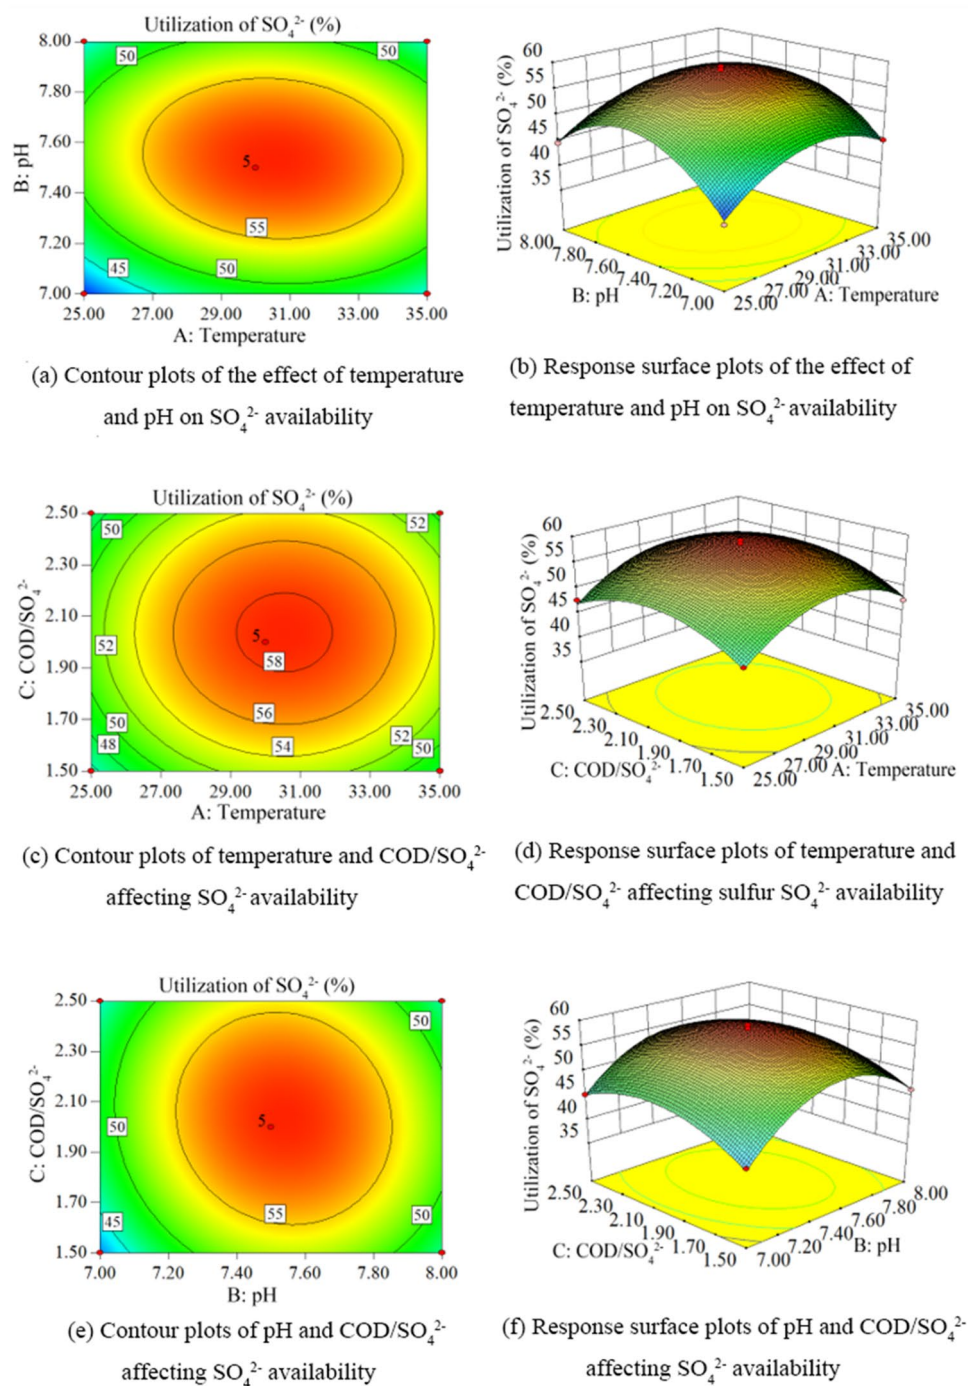 Utilization of SO₄²⁻ (%)
8.00
7.80
7.60
7.40
7.20
7.00
B: pH
50
50
5
55
45
50
25.00 27.00 29.00 31.00 33.00 35.00
A: Temperature
(a) Contour plots of the effect of temperature
and pH on SO₄²⁻ availability
Utilization of SO₄²⁻ (%)
60
55
50
45
40
35
8.00
7.80
7.60
7.40
7.20
7.00
B: pH
35.00
33.00
31.00
29.00
27.00
25.00
A: Temperature
(b) Response surface plots of the effect of
temperature and pH on SO₄²⁻ availability
Utilization of SO₄²⁻ (%)
2.50
2.30
2.10
1.90
1.70
1.50
C: COD/SO₄²⁻
50
52
52
5
58
56
50
48
54
52
50
25.00 27.00 29.00 31.00 33.00 35.00
A: Temperature
(c) Contour plots of temperature and COD/SO₄²⁻
affecting SO₄²⁻ availability
Utilization of SO₄²⁻ (%)
60
55
50
45
45
35
2.50
2.30
2.10
1.90
1.70
1.50
C: COD/SO₄²⁻
35.00
33.00
31.00
29.00
27.00
25.00
A: Temperature
(d) Response surface plots of temperature and
COD/SO₄²⁻ affecting sulfur SO₄²⁻ availability
Utilization of SO₄²⁻ (%)
2.50
2.30
2.10
1.90
1.70
1.50
C: COD/SO₄²⁻
50
50
5
55
50
45
7.00 7.20 7.40 7.60 7.80 8.00
B: pH
(e) Contour plots of pH and COD/SO₄²⁻
affecting SO₄²⁻ availability
Utilization of SO₄²⁻ (%)
60
55
50
45
40
35
2.50
2.30
2.10
1.90
1.70
1.50
C: COD/SO₄²⁻
8.00
7.80
7.60
7.40
7.20
7.00
B: pH
(f) Response surface plots of pH and COD/SO₄²⁻
affecting SO₄²⁻ availability